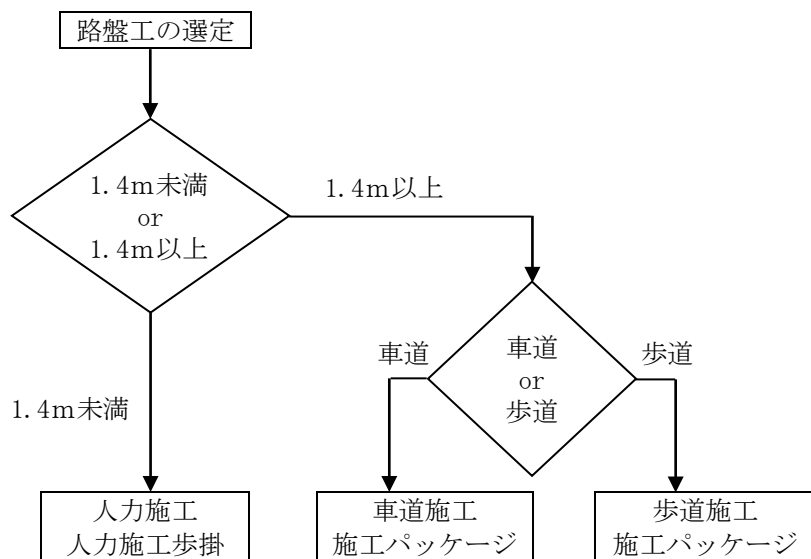 路盤工の選定
1.4m未満
or
1.4m以上
1.4m以上
車道
車道
or
歩道
歩道
1.4m未満
人力施工
人力施工歩掛
車道施工
施工パッケージ
歩道施工
施工パッケージ